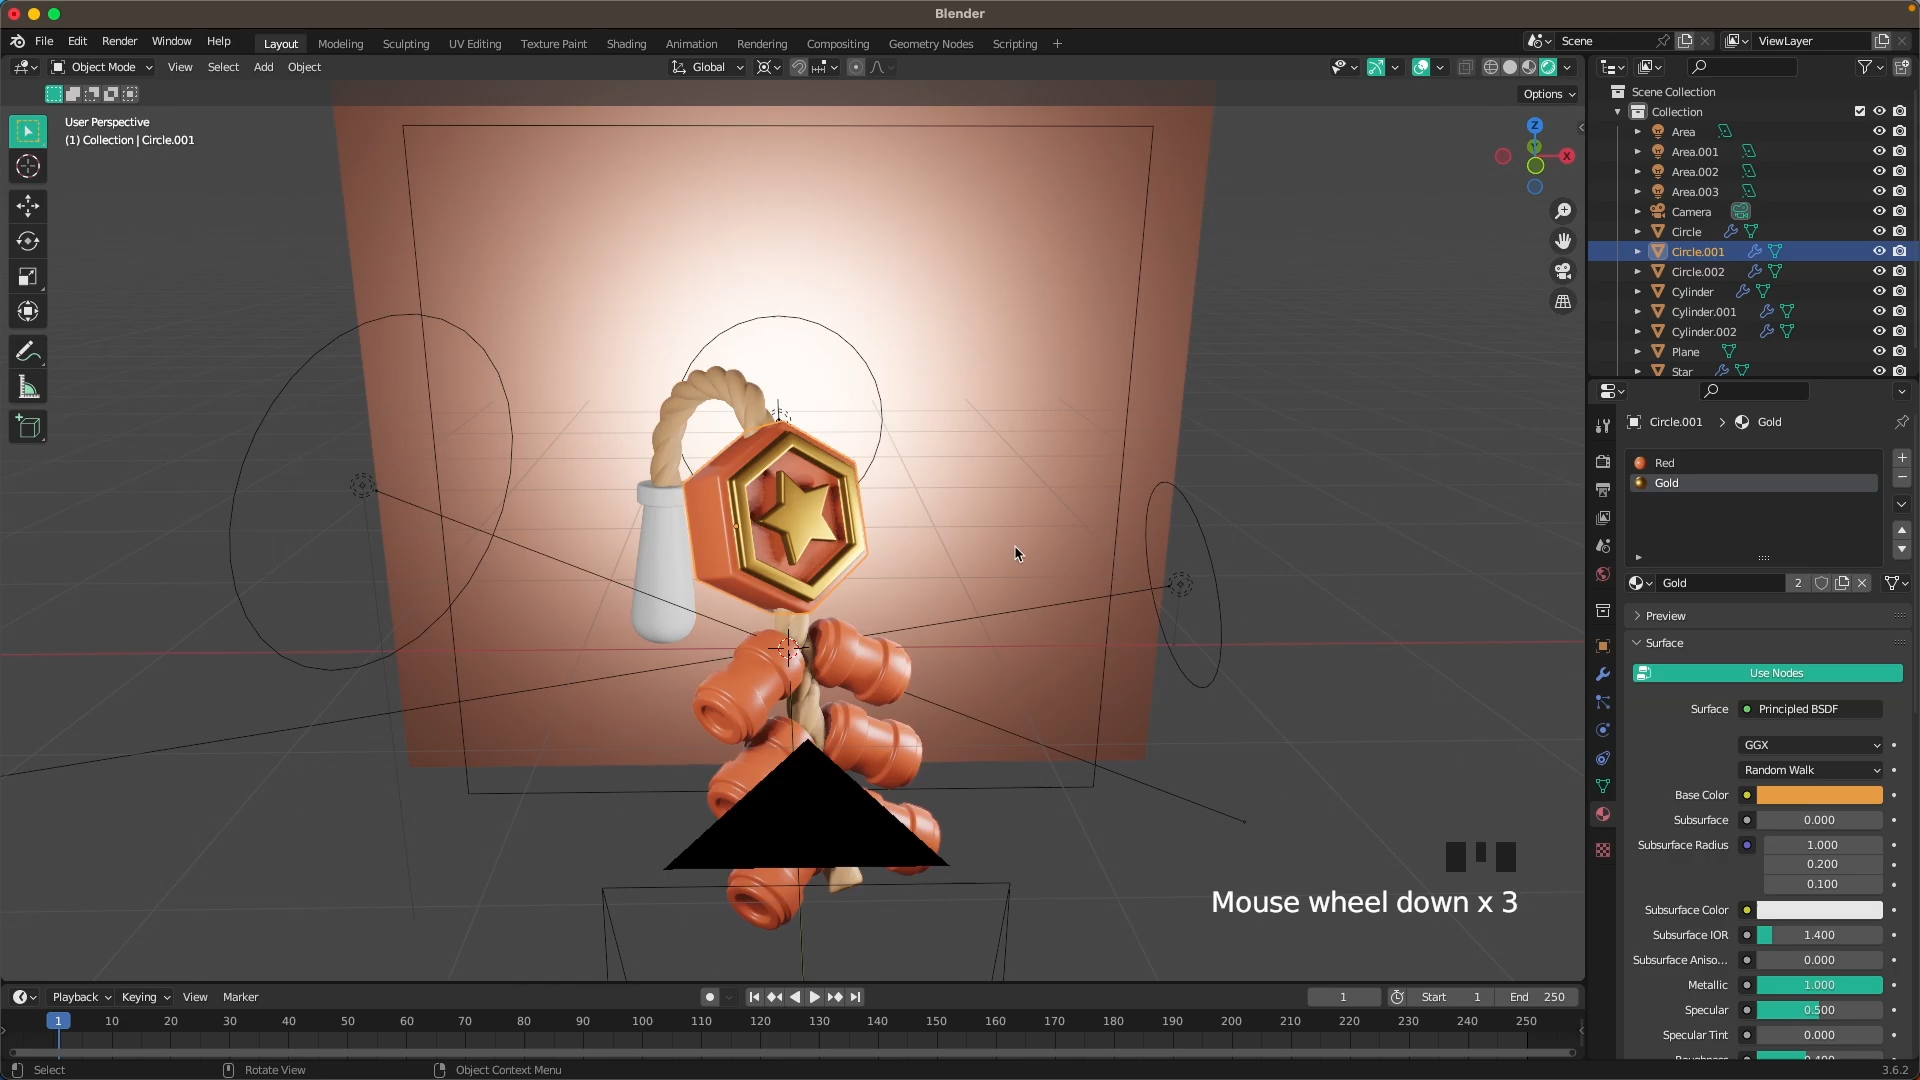 Blender
File Edit Render Window Help
Layout Modeling Sculpting UV Editing Texture Paint Shading Animation Rendering Compositing Geometry Nodes Scripting +
Scene
ViewLayer
Object Mode View Select Add Object
Global
Options
User Perspective
(1) Collection | Circle.001
Z
X
Scene Collection
Collection
Area
Area.001
Area.002
Area.003
Camera
Circle
Circle.001
Circle.002
Cylinder
Cylinder.001
Cylinder.002
Plane
Star
Circle.001 > Gold
Red
Gold
Gold 2
Preview
Surface
Use Nodes
Surface Principled BSDF
GGX
Random Walk
Base Color
Subsurface 0.000
Subsurface Radius 1.000
0.200
0.100
Subsurface Color
Subsurface IOR 1.400
Subsurface Aniso... 0.000
Metallic 1.000
Specular 0.500
Specular Tint 0.000
Roughness 0.400
Mouse wheel down x 3
Playback Keying View Marker
1 Start 1 End 250
1 10 20 30 40 50 60 70 80 90 100 110 120 130 140 150 160 170 180 190 200 210 220 230 240 250
Select Rotate View Object Context Menu 3.6.2